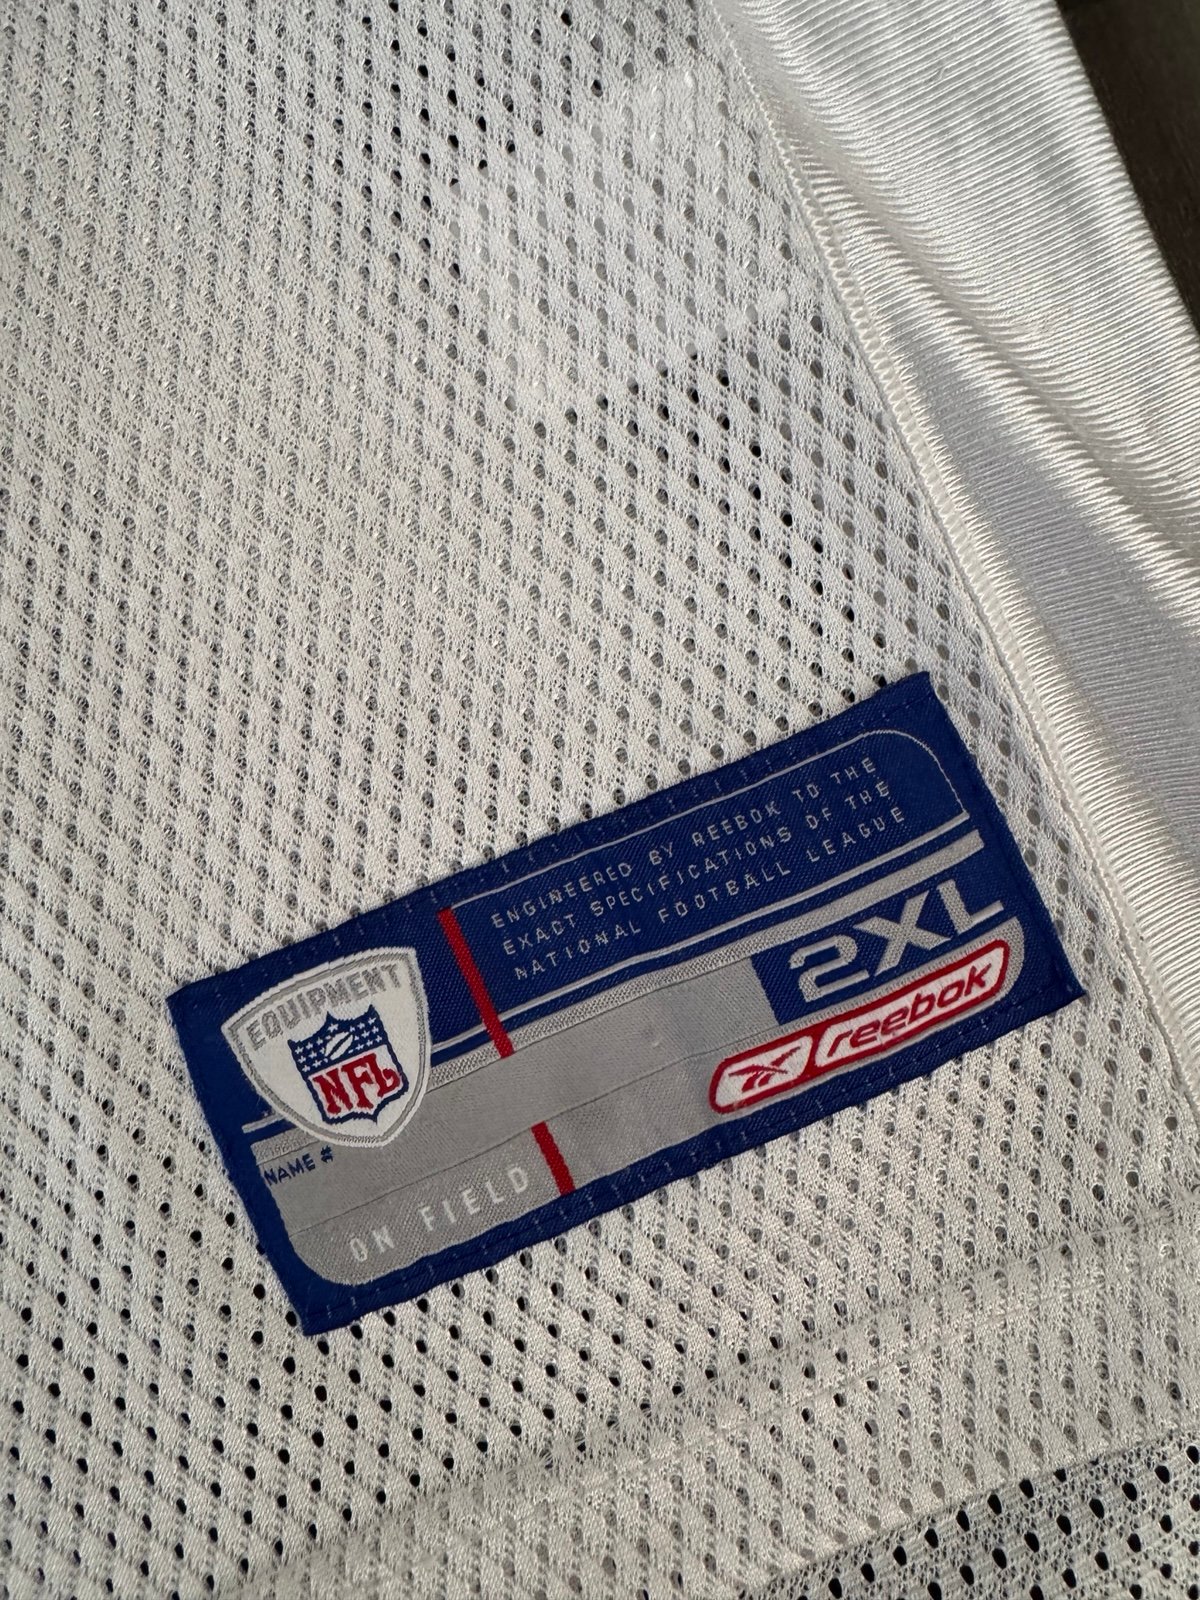 ENGINEERED BY REEBOK TO THE
EXACT SPECIFICATIONS OF THE
NATIONAL FOOTBALL LEAGUE
2XL
Reebok
EQUIPMENT
NFL
NAME #
ON FIELD